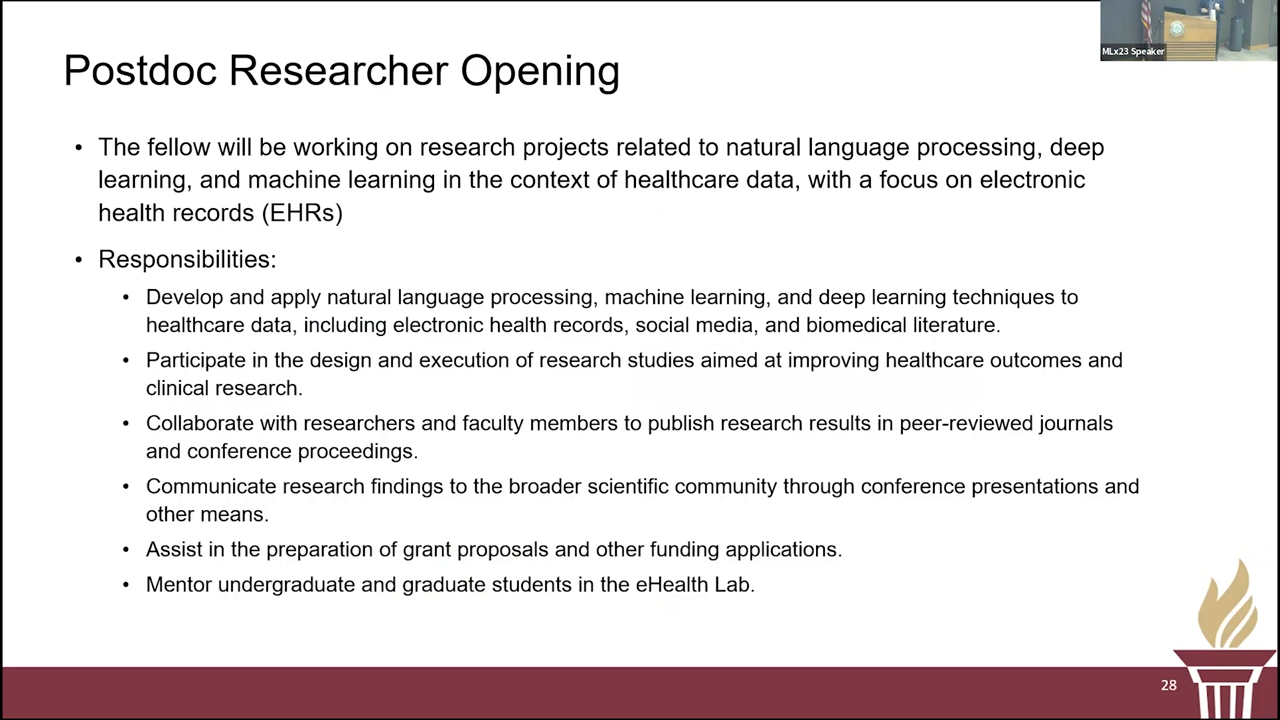 MLx23 Speaker
Postdoc Researcher Opening
• The fellow will be working on research projects related to natural language processing, deep
learning, and machine learning in the context of healthcare data, with a focus on electronic
health records (EHRs)
• Responsibilities:
• Develop and apply natural language processing, machine learning, and deep learning techniques to
healthcare data, including electronic health records, social media, and biomedical literature.
• Participate in the design and execution of research studies aimed at improving healthcare outcomes and
clinical research.
• Collaborate with researchers and faculty members to publish research results in peer-reviewed journals
and conference proceedings.
• Communicate research findings to the broader scientific community through conference presentations and
other means.
• Assist in the preparation of grant proposals and other funding applications.
• Mentor undergraduate and graduate students in the eHealth Lab.
28